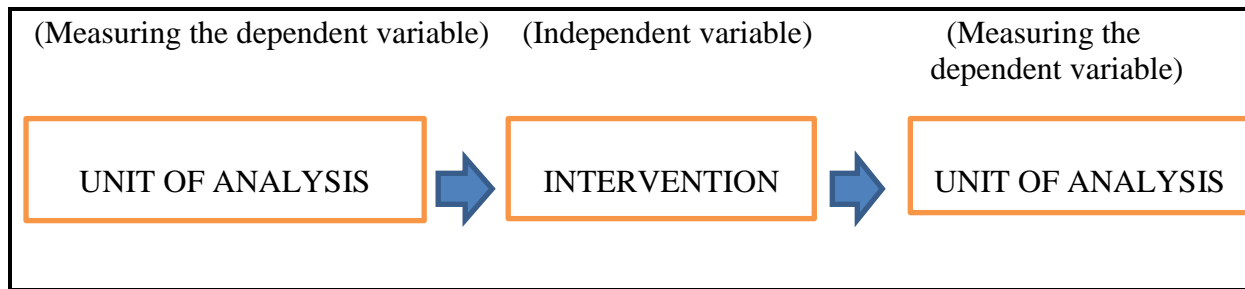 (Measuring the dependent variable)
(Independent variable)
(Measuring the
dependent variable)
UNIT OF ANALYSIS
INTERVENTION
UNIT OF ANALYSIS